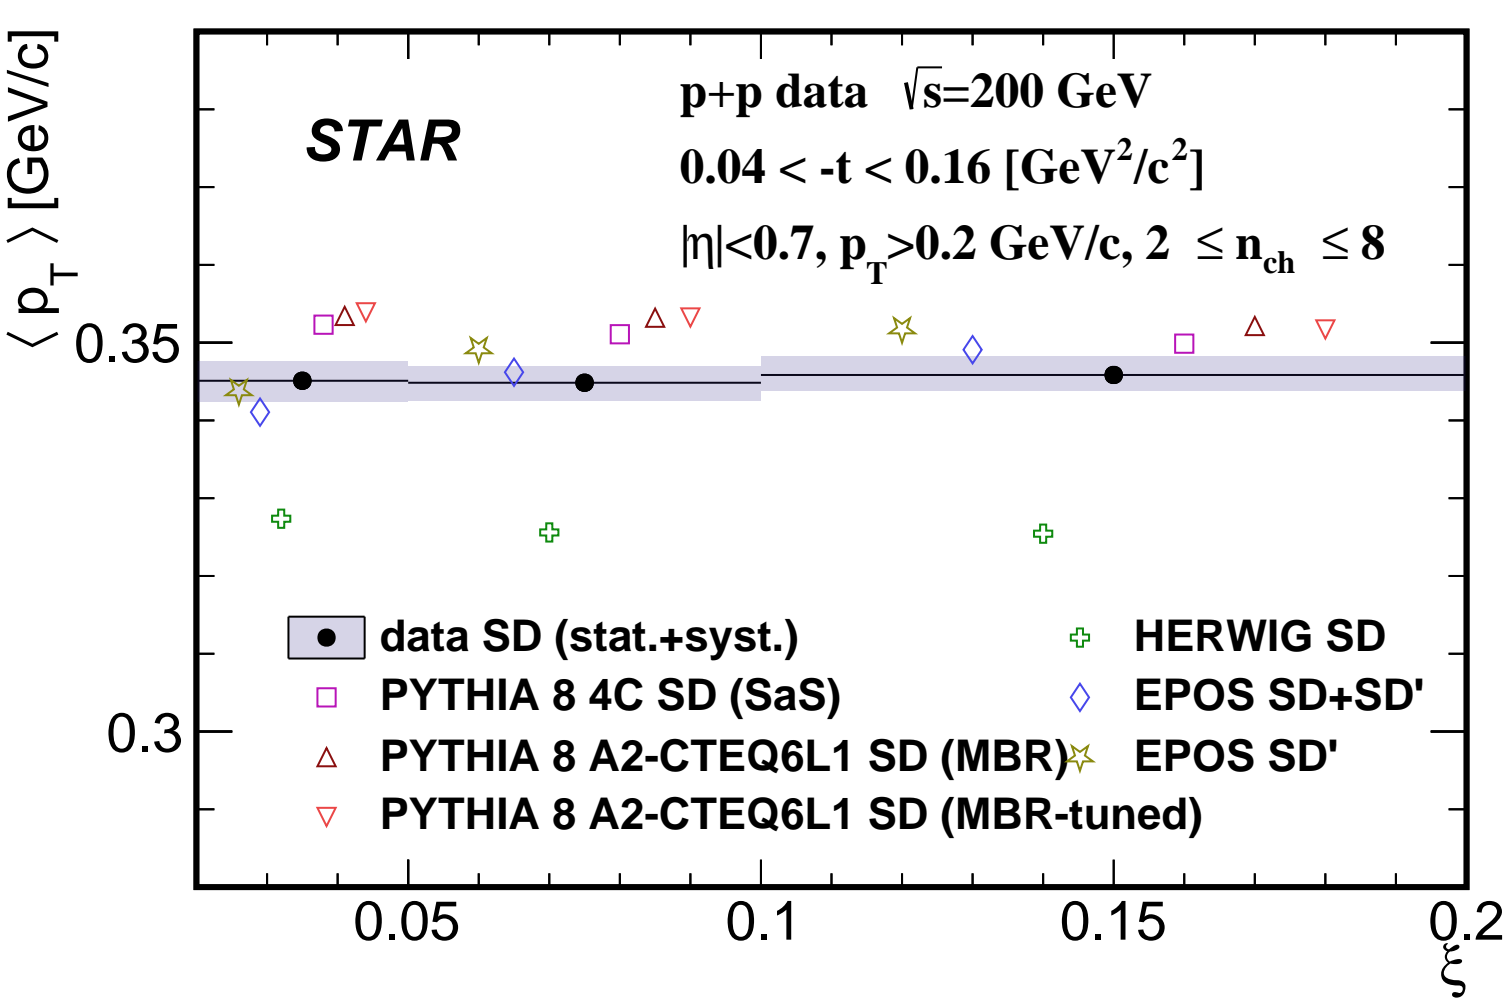 ⟨ p_T ⟩ [GeV/c]
STAR
p+p data √s=200 GeV
0.04 < -t < 0.16 [GeV²/c²]
|η|<0.7, p_T>0.2 GeV/c, 2 ≤ n_ch ≤ 8
0.35
0.3
data SD (stat.+syst.)
PYTHIA 8 4C SD (SaS)
PYTHIA 8 A2-CTEQ6L1 SD (MBR)
PYTHIA 8 A2-CTEQ6L1 SD (MBR-tuned)
HERWIG SD
EPOS SD+SD'
EPOS SD'
0.05
0.1
0.15
0.2
ξ